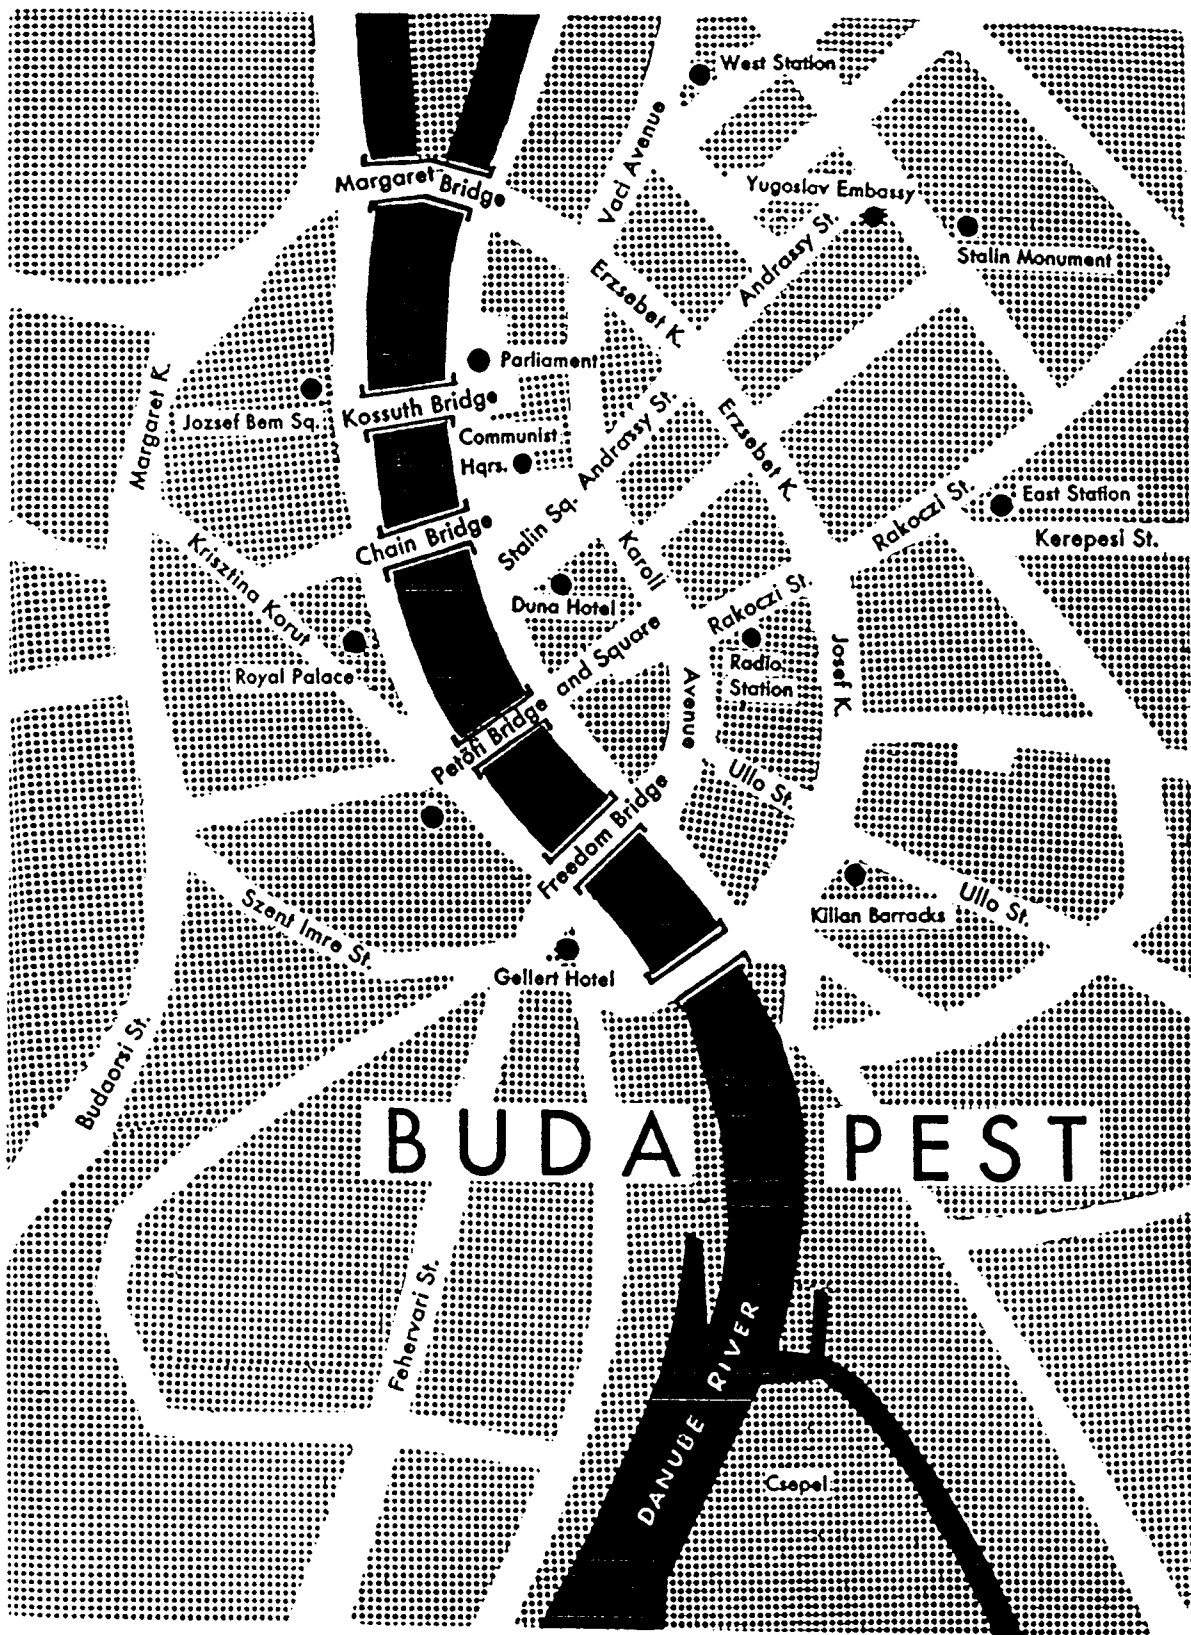 West Station
Vaci Avenue
Margaret Bridge
Yugoslav Embassy
Andrassy St.
Stalin Monument
Erzsebet K.
Parliament
Margaret K.
Jozsef Bem Sq.
Kossuth Bridge
Communist
Hqrs.
Andrassy St.
Erzsebet K.
Stalin Sq.
Chain Bridge
Rakoczi St.
East Station
Kerepesi St.
Krisztina Korut
Karoli
Duna Hotel
Rakoczi St.
and Square
Radio
Station
Josef K.
Royal Palace
Avenue
Petőfi Bridge
Ullo St.
Freedom Bridge
Kilian Barracks
Ullo St.
Szent Imre St.
Gellert Hotel
Budaorsi St.
BUDA PEST
Fehervari St.
DANUBE RIVER
Csepel